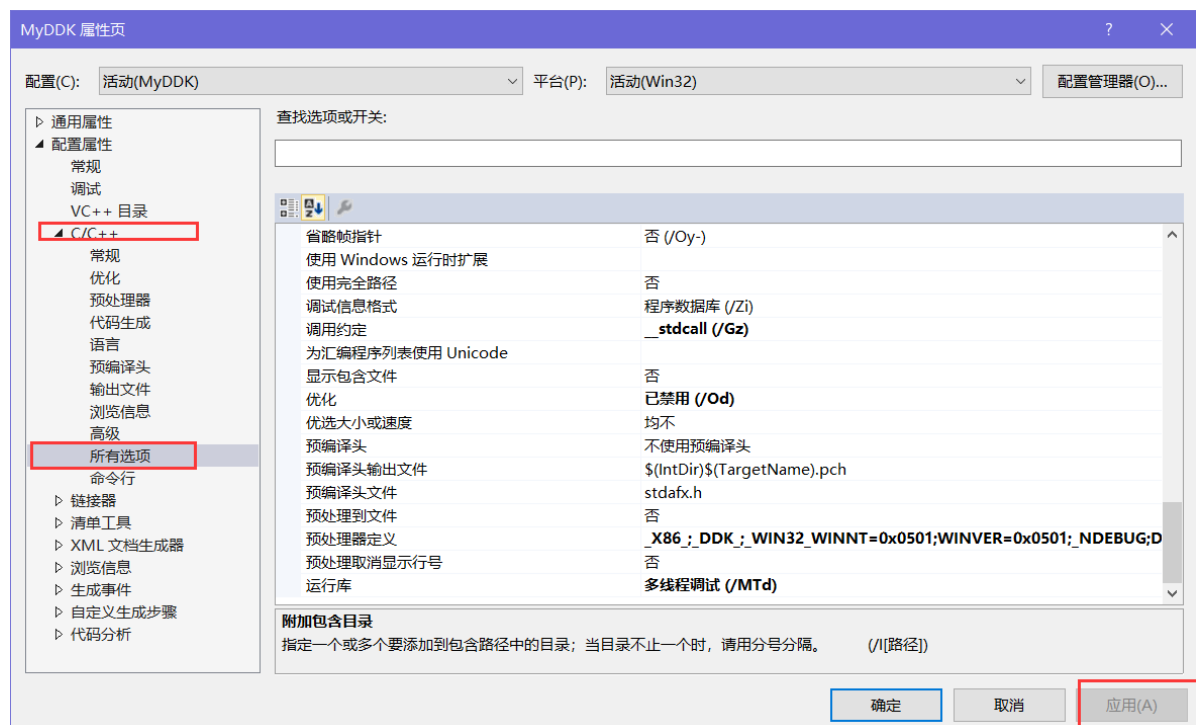 MyDDK 属性页
配置(C): 活动(MyDDK) 平台(P): 活动(Win32) 配置管理器(O)...
通用属性
配置属性
常规
调试
VC++ 目录
C/C++
常规
优化
预处理器
代码生成
语言
预编译头
输出文件
浏览信息
高级
所有选项
命令行
链接器
清单工具
XML 文档生成器
浏览信息
生成事件
自定义生成步骤
代码分析
查找选项或开关:
省略帧指针 否 (/Oy-)
使用 Windows 运行时扩展
使用完全路径 否
调试信息格式 程序数据库 (/Zi)
调用约定 __stdcall (/Gz)
为汇编程序列表使用 Unicode
显示包含文件 否
优化 已禁用 (/Od)
优选大小或速度 均不
预编译头 不使用预编译头
预编译头输出文件 $(IntDir)$(TargetName).pch
预编译头文件 stdafx.h
预处理到文件 否
预处理器定义 _X86_;_DDK_;_WIN32_WINNT=0x0501;WINVER=0x0501;_NDEBUG;D
预处理取消显示行号 否
运行库 多线程调试 (/MTd)
附加包含目录
指定一个或多个要添加到包含路径中的目录；当目录不止一个时，请用分号分隔。 (/I[路径])
确定 取消 应用(A)